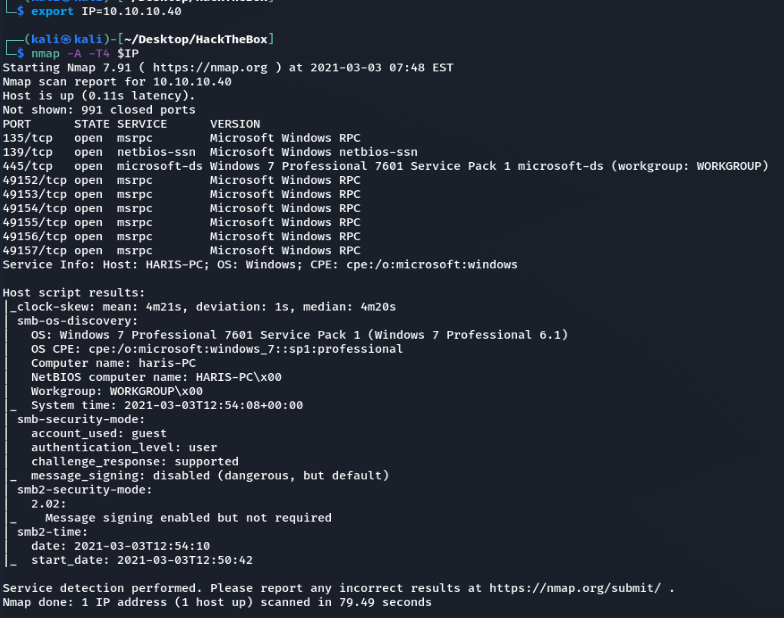 (kali㉿kali)-[~/Desktop/HackTheBox]
└─$ export IP=10.10.10.40
┌──(kali㉿kali)-[~/Desktop/HackTheBox]
└─$ nmap -A -T4 $IP
Starting Nmap 7.91 ( https://nmap.org ) at 2021-03-03 07:48 EST
Nmap scan report for 10.10.10.40
Host is up (0.11s latency).
Not shown: 991 closed ports
PORT      STATE SERVICE      VERSION
135/tcp   open  msrpc        Microsoft Windows RPC
139/tcp   open  netbios-ssn  Microsoft Windows netbios-ssn
445/tcp   open  microsoft-ds Windows 7 Professional 7601 Service Pack 1 microsoft-ds (workgroup: WORKGROUP)
49152/tcp open  msrpc        Microsoft Windows RPC
49153/tcp open  msrpc        Microsoft Windows RPC
49154/tcp open  msrpc        Microsoft Windows RPC
49155/tcp open  msrpc        Microsoft Windows RPC
49156/tcp open  msrpc        Microsoft Windows RPC
49157/tcp open  msrpc        Microsoft Windows RPC
Service Info: Host: HARIS-PC; OS: Windows; CPE: cpe:/o:microsoft:windows
Host script results:
|_clock-skew: mean: 4m21s, deviation: 1s, median: 4m20s
| smb-os-discovery:
|   OS: Windows 7 Professional 7601 Service Pack 1 (Windows 7 Professional 6.1)
|   OS CPE: cpe:/o:microsoft:windows_7::sp1:professional
|   Computer name: haris-PC
|   NetBIOS computer name: HARIS-PC\x00
|   Workgroup: WORKGROUP\x00
|_  System time: 2021-03-03T12:54:08+00:00
| smb-security-mode:
|   account_used: guest
|   authentication_level: user
|   challenge_response: supported
|_  message_signing: disabled (dangerous, but default)
| smb2-security-mode:
|   2.02:
|_    Message signing enabled but not required
| smb2-time:
|   date: 2021-03-03T12:54:10
|_  start_date: 2021-03-03T12:50:42
Service detection performed. Please report any incorrect results at https://nmap.org/submit/ .
Nmap done: 1 IP address (1 host up) scanned in 79.49 seconds